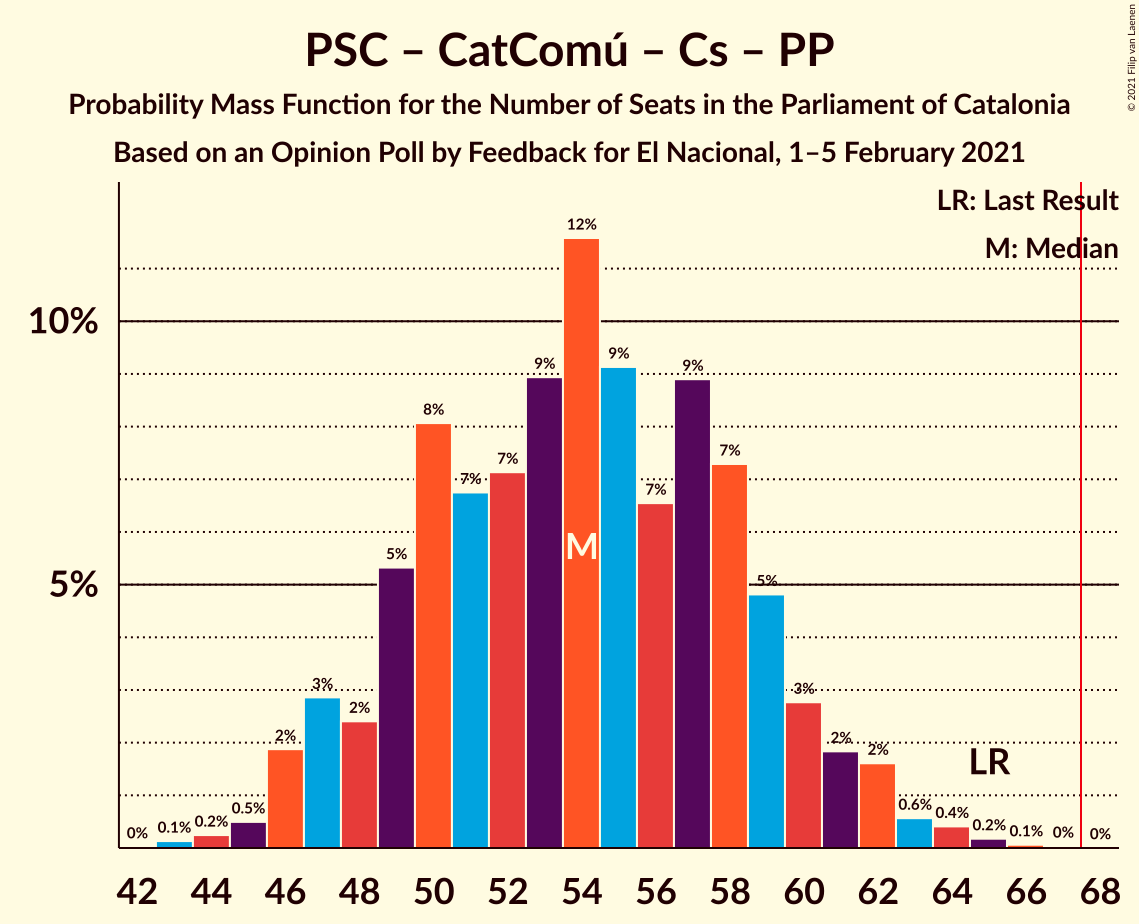 PSC – CatComú – Cs – PP
Probability Mass Function for the Number of Seats in the Parliament of Catalonia
Based on an Opinion Poll by Feedback for El Nacional, 1–5 February 2021
© 2021 Filip van Laenen
LR: Last Result
M: Median
10%
5%
0% 0.1% 0.2% 0.5% 2% 3% 2% 5% 8% 7% 7% 9% 12% 9% 7% 9% 7% 5% 3% 2% 2% 0.6% 0.4% 0.2% 0.1% 0% 0%
M
LR
42 44 46 48 50 52 54 56 58 60 62 64 66 68